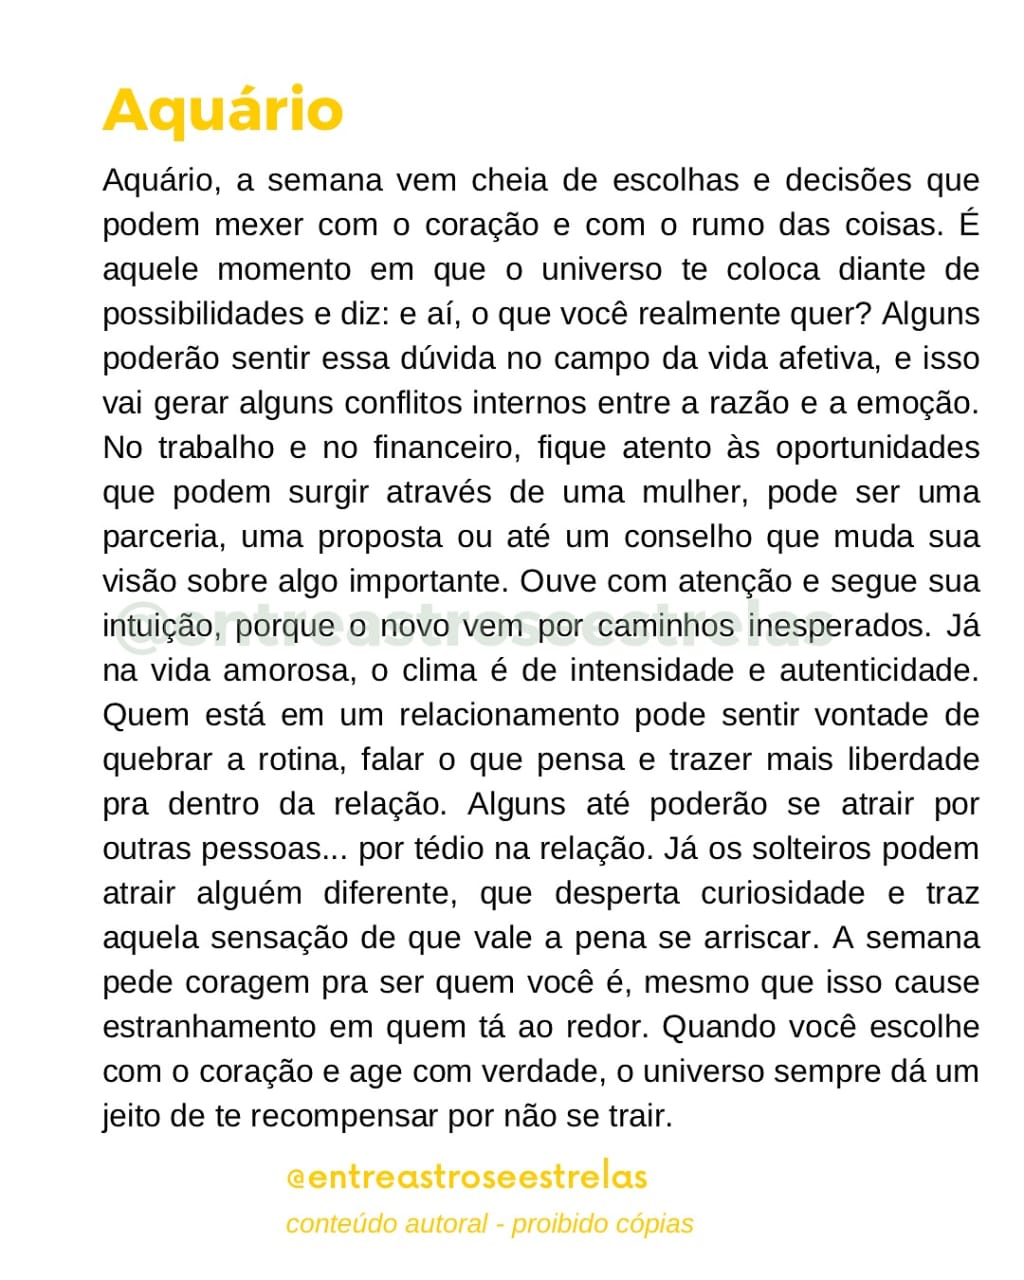 Aquário
Aquário, a semana vem cheia de escolhas e decisões que
podem mexer com o coração e com o rumo das coisas. É
aquele momento em que o universo te coloca diante de
possibilidades e diz: e aí, o que você realmente quer? Alguns
poderão sentir essa dúvida no campo da vida afetiva, e isso
vai gerar alguns conflitos internos entre a razão e a emoção.
No trabalho e no financeiro, fique atento às oportunidades
que podem surgir através de uma mulher, pode ser uma
parceria, uma proposta ou até um conselho que muda sua
visão sobre algo importante. Ouve com atenção e segue sua
intuição, porque o novo vem por caminhos inesperados. Já
@entreastroseestrelas
na vida amorosa, o clima é de intensidade e autenticidade.
Quem está em um relacionamento pode sentir vontade de
quebrar a rotina, falar o que pensa e trazer mais liberdade
pra dentro da relação. Alguns até poderão se atrair por
outras pessoas... por tédio na relação. Já os solteiros podem
atrair alguém diferente, que desperta curiosidade e traz
aquela sensação de que vale a pena se arriscar. A semana
pede coragem pra ser quem você é, mesmo que isso cause
estranhamento em quem tá ao redor. Quando você escolhe
com o coração e age com verdade, o universo sempre dá um
jeito de te recompensar por não se trair.
@entreastroseestrelas
conteúdo autoral - proibido cópias